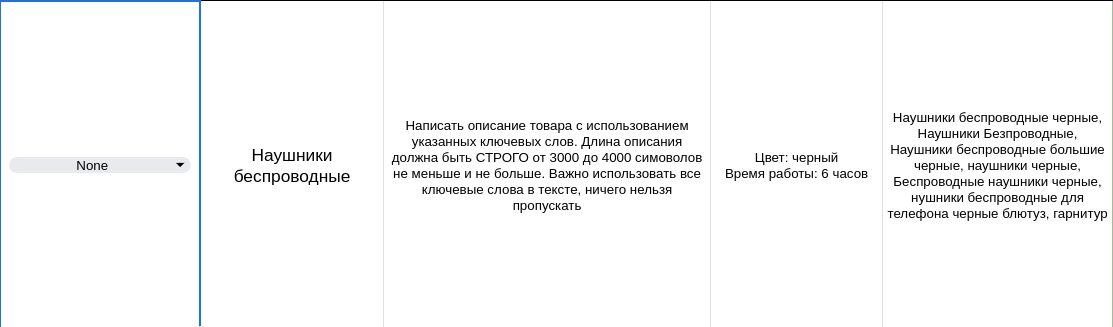 None
Наушники
беспроводные
Написать описание товара с использованием
указанных ключевых слов. Длина описания
должна быть СТРОГО от 3000 до 4000 симоволов
не меньше и не больше. Важно использовать все
ключевые слова в тексте, ничего нельзя
пропускать
Цвет: черный
Время работы: 6 часов
Наушники беспроводные черные,
Наушники Безпроводные,
Наушники беспроводные большие
черные, наушники черные,
Беспроводные наушники черные,
нушники беспроводные для
телефона черные блютуз, гарнитур